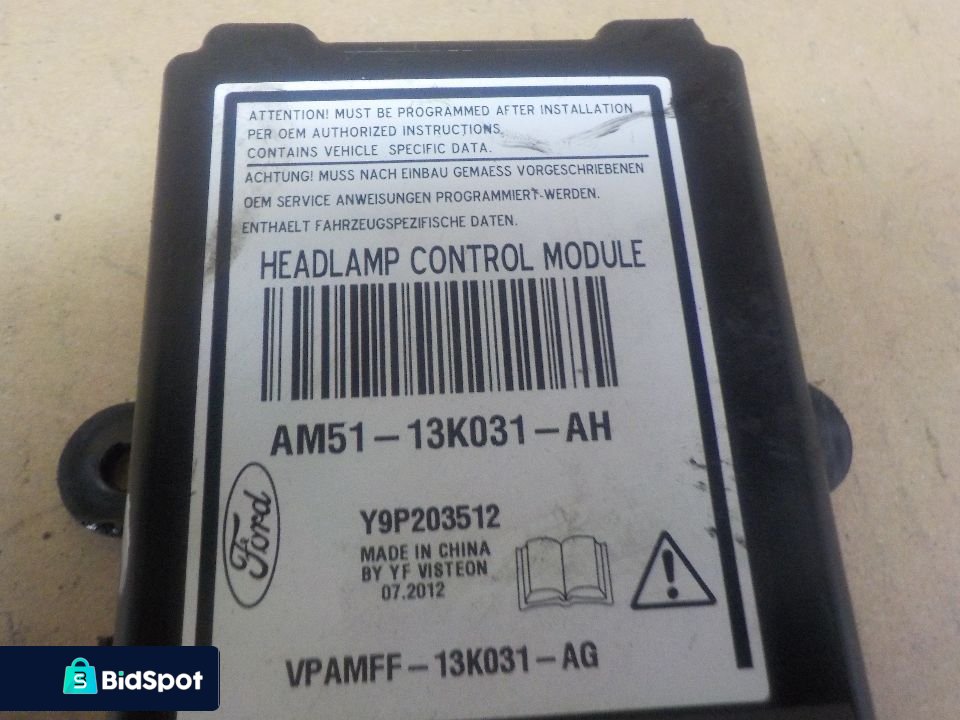 ATTENTION! MUST BE PROGRAMMED AFTER INSTALLATION
PER OEM AUTHORIZED INSTRUCTIONS.
CONTAINS VEHICLE SPECIFIC DATA.
ACHTUNG! MUSS NACH EINBAU GEMAESS VORGESCHRIEBENEN
OEM SERVICE ANWEISUNGEN PROGRAMMIERT WERDEN.
ENTHAELT FAHRZEUGSPEZIFISCHE DATEN.
HEADLAMP CONTROL MODULE
AM51-13K031-AH
Ford
Y9P203512
MADE IN CHINA
BY YF VISTEON
07.2012
VPAMFF-13K031-AG
BidSpot